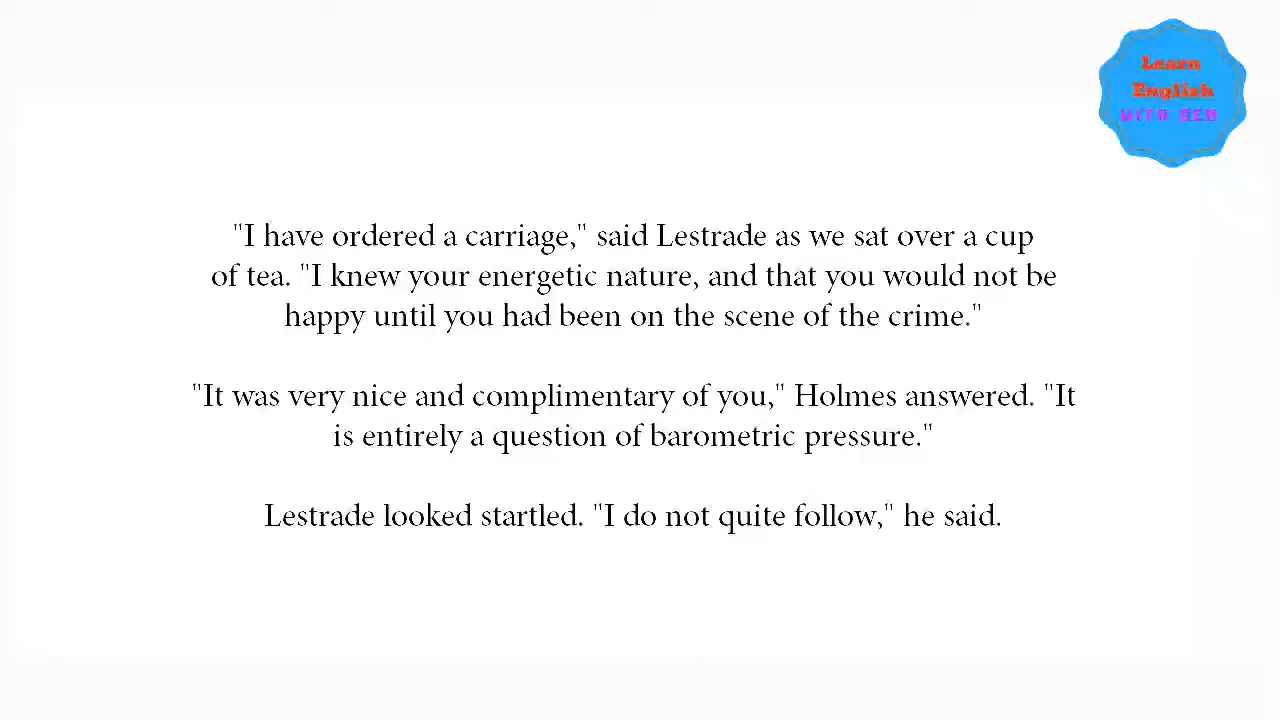 Learn
English
WITH BEN
"I have ordered a carriage," said Lestrade as we sat over a cup
of tea. "I knew your energetic nature, and that you would not be
happy until you had been on the scene of the crime."
"It was very nice and complimentary of you," Holmes answered. "It
is entirely a question of barometric pressure."
Lestrade looked startled. "I do not quite follow," he said.